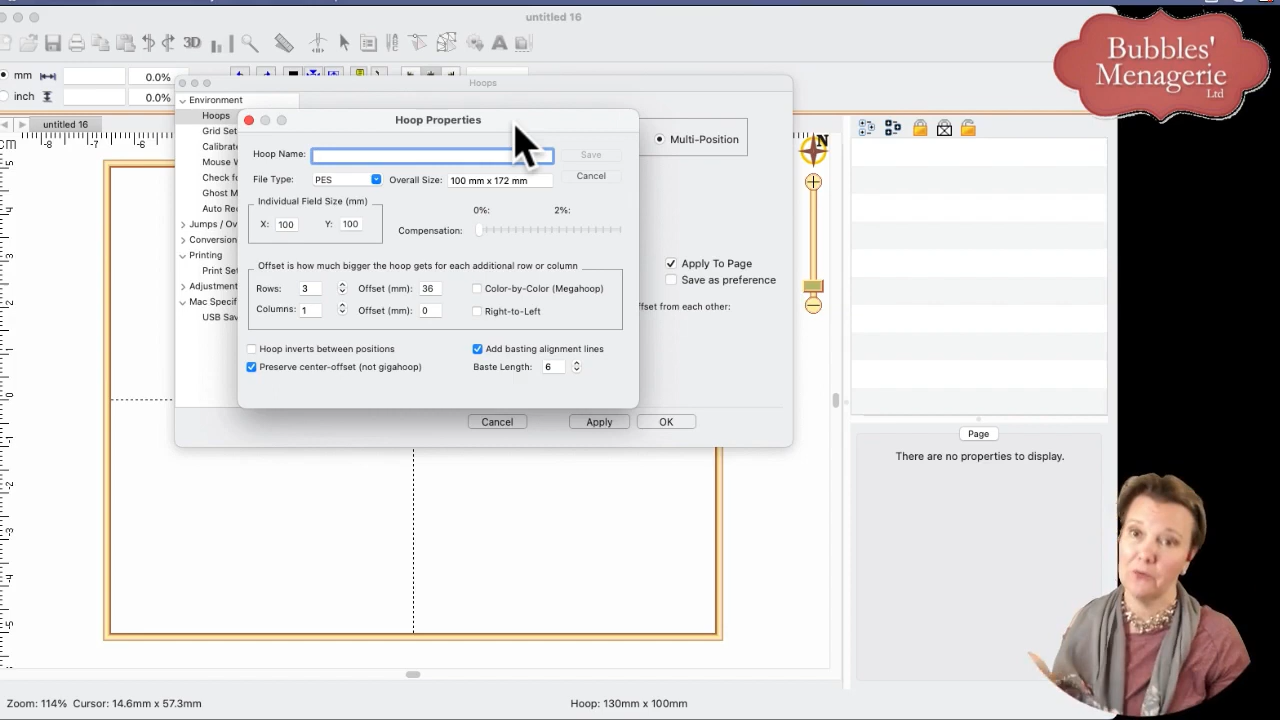 untitled 16
3D
mm
0.0%
inch
0.0%
Hoops
untitled 16
Environment
Hoops
Grid Set
Calibrat
Mouse W
Check fo
Ghost M
Auto Re
Jumps / Ov
Conversion
Printing
Print Set
Adjustment
Mac Specif
USB Sav
Multi-Position
Apply To Page
Save as preference
ffset from each other:
Cancel
Apply
OK
Hoop Properties
Hoop Name:
Save
File Type:
PES
Overall Size:
100 mm x 172 mm
Cancel
Individual Field Size (mm)
X: 100
Y: 100
0%:
2%:
Compensation:
Offset is how much bigger the hoop gets for each additional row or column
Rows: 3
Offset (mm): 36
Color-by-Color (Megahoop)
Columns: 1
Offset (mm): 0
Right-to-Left
Hoop inverts between positions
Add basting alignment lines
Preserve center-offset (not gigahoop)
Baste Length: 6
N
Page
There are no properties to display.
Zoom: 114% Cursor: 14.6mm x 57.3mm
Hoop: 130mm x 100mm
Bubbles'
Menagerie
Ltd